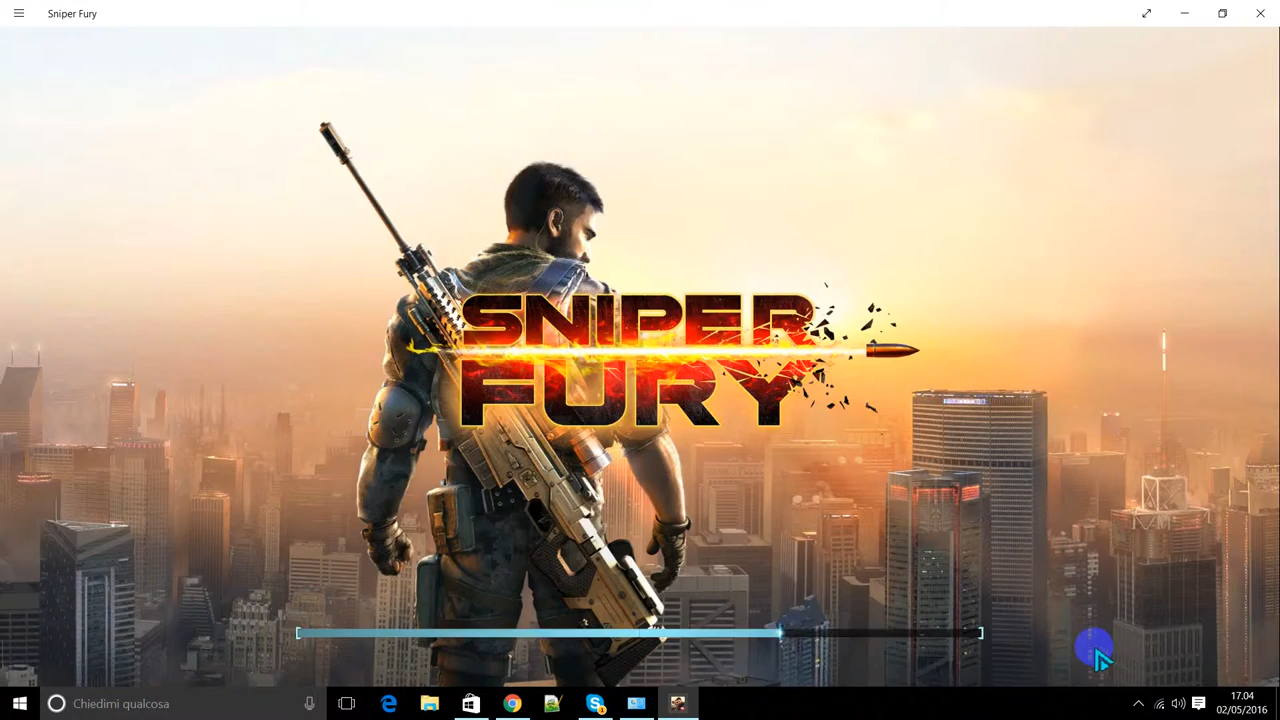 Sniper Fury
SNIPER
FURY
Chiedimi qualcosa
17.04
02/05/2016